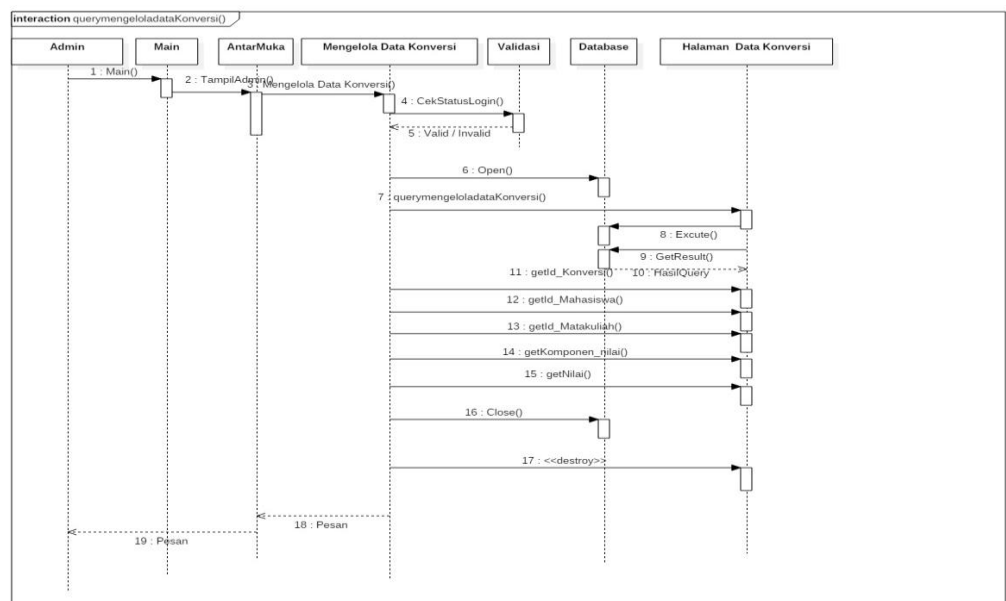 interaction querymengeloladataKonversi()
Admin
Main
AntarMuka
Mengelola Data Konversi
Validasi
Database
Halaman Data Konversi
1 : Main()
2 : TampilAdmin()
3 : Mengelola Data Konversi()
4 : CekStatusLogin()
5 : Valid / Invalid
6 : Open()
7 : querymengeloladataKonversi()
8 : Excute()
9 : GetResult()
10 : HasilQuery
11 : getId_Konversi()
12 : getId_Mahasiswa()
13 : getId_Matakuliah()
14 : getKomponen_nilai()
15 : getNilai()
16 : Close()
17 : <<destroy>>
18 : Pesan
19 : Pesan